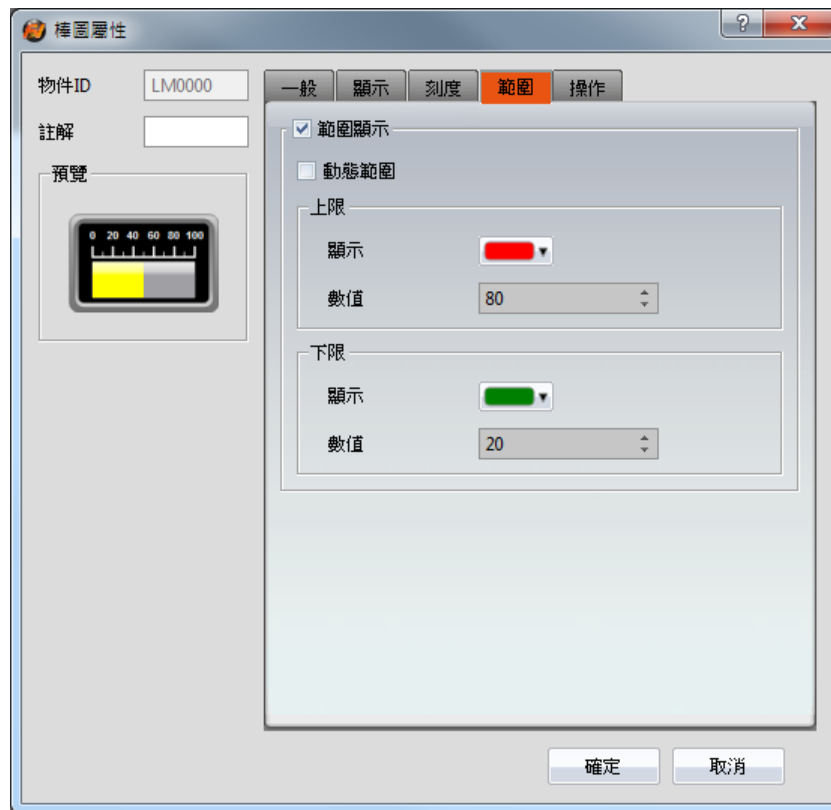 棒圖屬性
物件ID LM0000
註解
預覽
0 20 40 60 80 100
一般 顯示 刻度 範圍 操作
範圍顯示
動態範圍
上限
顯示
數值 80
下限
顯示
數值 20
確定 取消